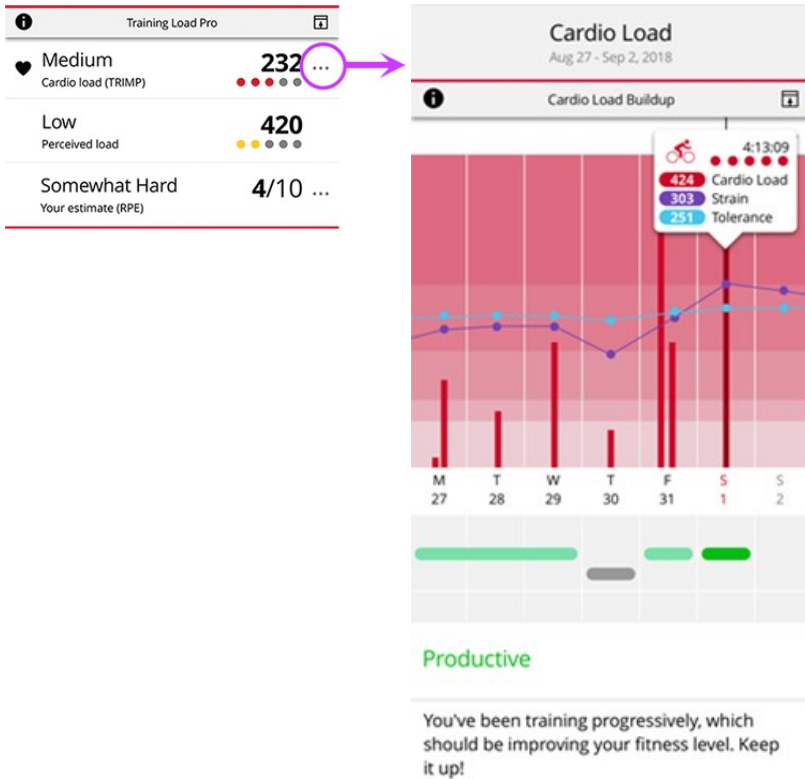 Training Load Pro
Medium 232 ...
Cardio load (TRIMP)
Low 420
Perceived load
Somewhat Hard 4/10 ...
Your estimate (RPE)
Cardio Load
Aug 27 - Sep 2, 2018
Cardio Load Buildup
4:13:09
424 Cardio Load
303 Strain
251 Tolerance
M T W T F S S
27 28 29 30 31 1 2
Productive
You've been training progressively, which
should be improving your fitness level. Keep
it up!